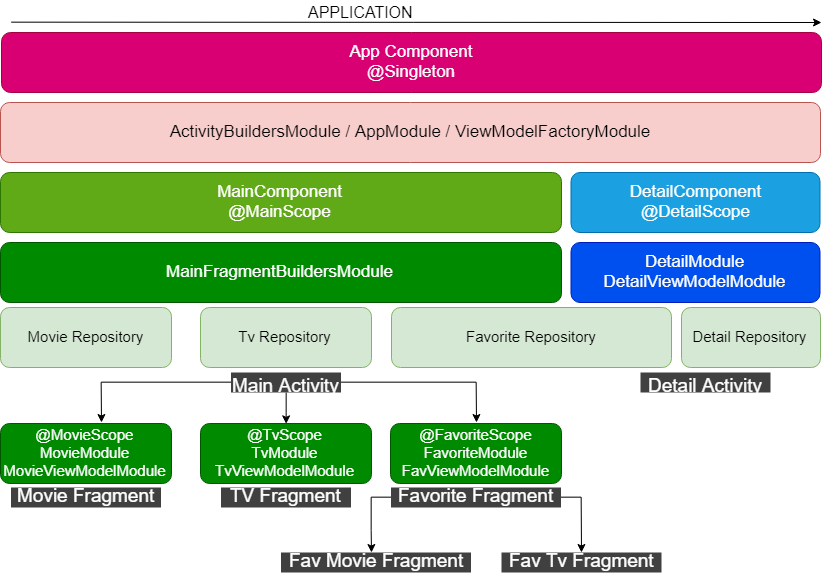 APPLICATION
App Component
@Singleton
ActivityBuildersModule / AppModule / ViewModelFactoryModule
MainComponent
@MainScope
DetailComponent
@DetailScope
MainFragmentBuildersModule
DetailModule
DetailViewModelModule
Movie Repository
Tv Repository
Favorite Repository
Detail Repository
Main Activity
Detail Activity
@MovieScope
MovieModule
MovieViewModelModule
@TvScope
TvModule
TvViewModelModule
@FavoriteScope
FavoriteModule
FavViewModelModule
Movie Fragment
TV Fragment
Favorite Fragment
Fav Movie Fragment
Fav Tv Fragment